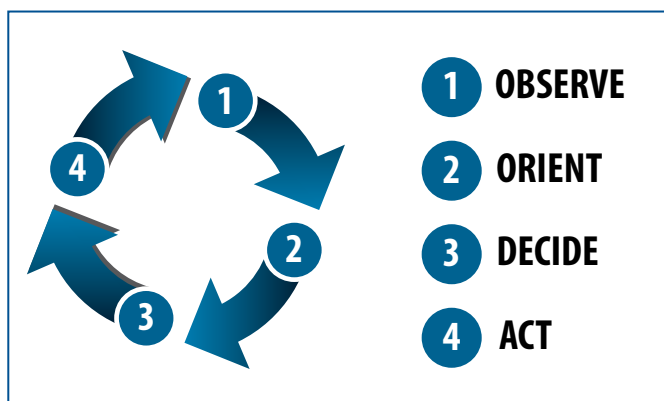 1
2
3
4
1 OBSERVE
2 ORIENT
3 DECIDE
4 ACT